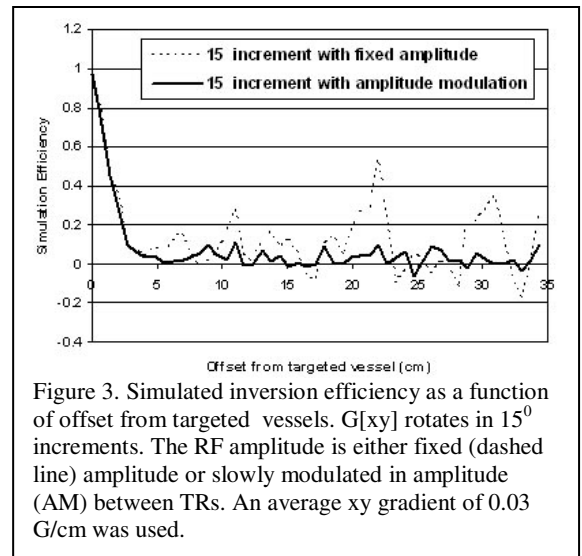 1.2
1
0.8
0.6
0.4
0.2
0
-0.2
-0.4
Simulation Efficiency
15 increment with fixed amplitude
15 increment with amplitude modulation
0 5 10 15 20 25 30 35
Offset from targeted vessel (cm)
Figure 3. Simulated inversion efficiency as a function
of offset from targeted vessels. G[xy] rotates in 15⁰
increments. The RF amplitude is either fixed (dashed
line) amplitude or slowly modulated in amplitude
(AM) between TRs. An average xy gradient of 0.03
G/cm was used.